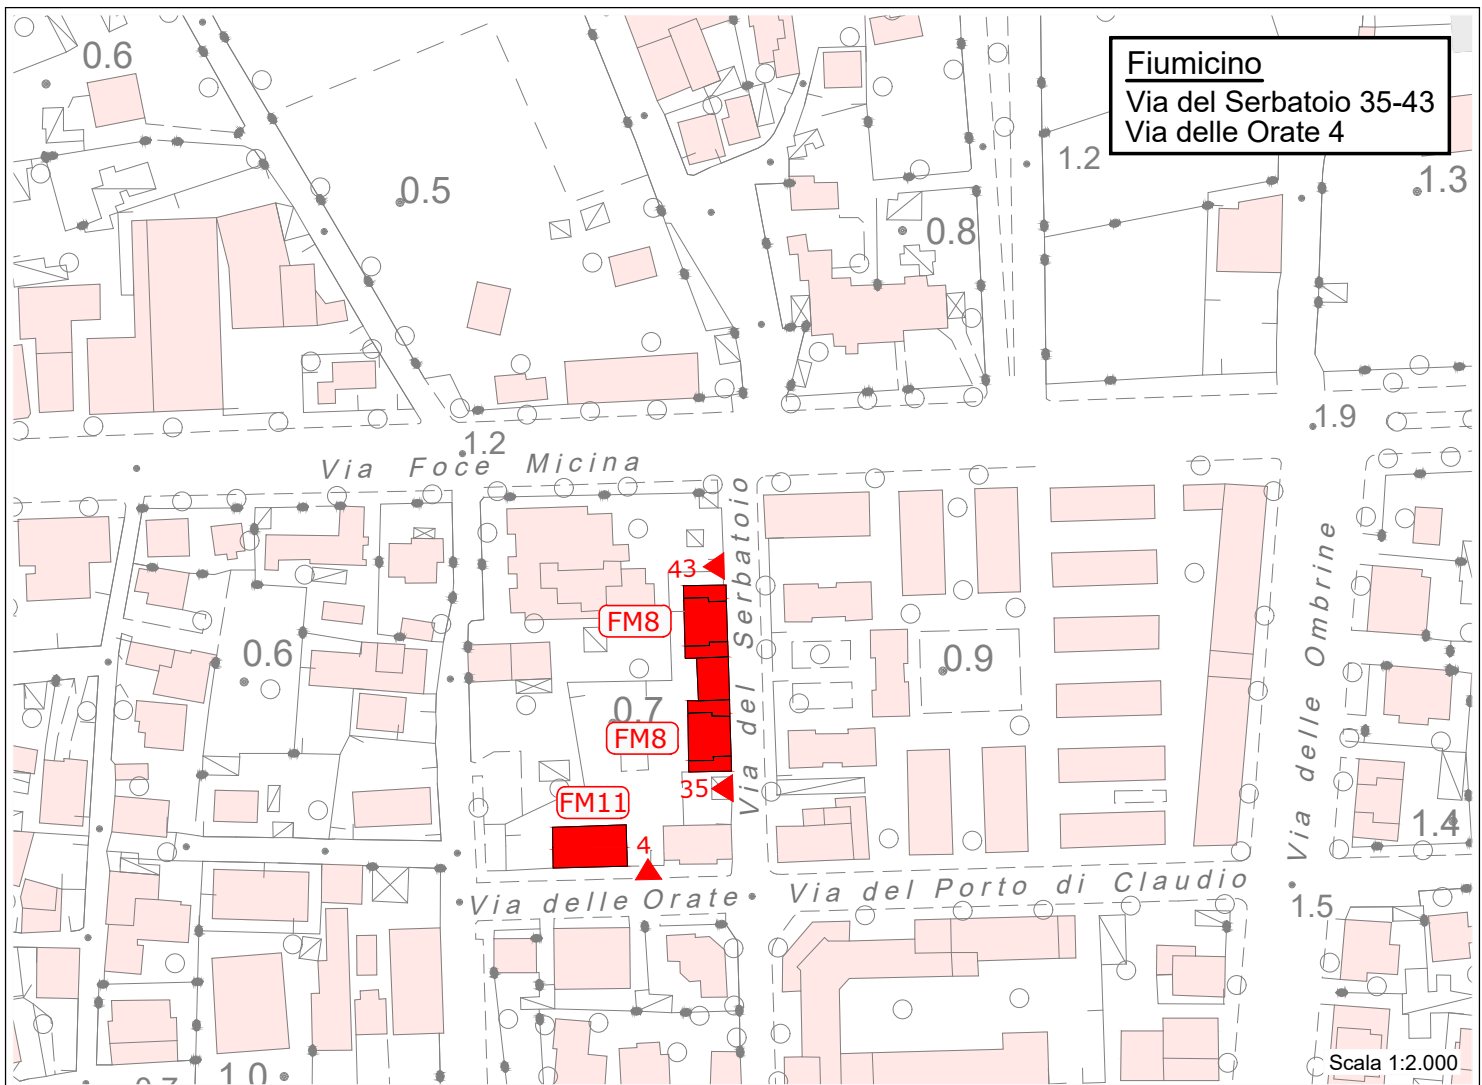 0.6
Fiumicino
Via del Serbatoio 35-43
Via delle Orate 4
1.2
1.3
0.5
0.8
1.9
1.2
Via Foce Micina
Via del Serbatoio
Via delle Ombrine
43
FM8
0.6
0.9
0.7
FM8
35
FM11
4
1.4
Via delle Orate
Via del Porto di Claudio
1.5
Scala 1:2.000
1.0
0.7